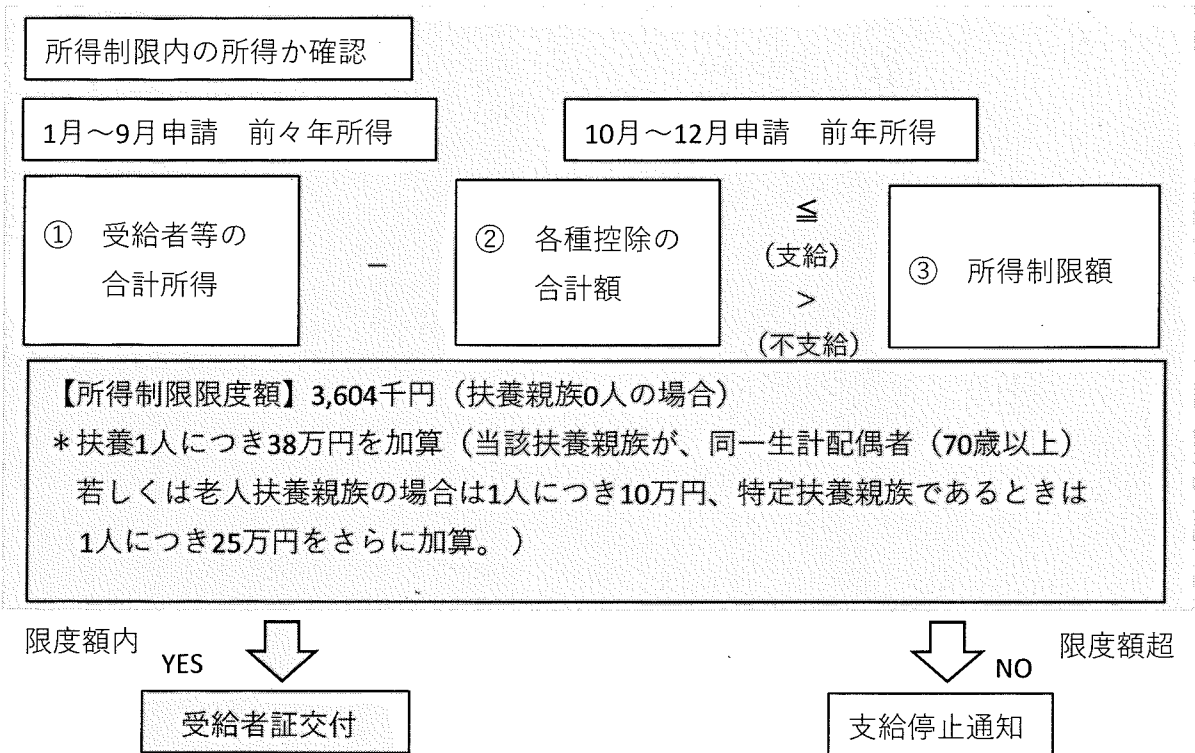 所得制限内の所得か確認
1月～9月申請　前々年所得
10月～12月申請　前年所得
①　受給者等の
合計所得
－
②　各種控除の
合計額
≦
（支給）
＞
（不支給）
③　所得制限額
【所得制限限度額】3,604千円（扶養親族0人の場合）
＊扶養1人につき38万円を加算（当該扶養親族が、同一生計配偶者（70歳以上）
若しくは老人扶養親族の場合は1人につき10万円、特定扶養親族であるときは
1人につき25万円をさらに加算。）
限度額内
YES
NO
限度額超
受給者証交付
支給停止通知